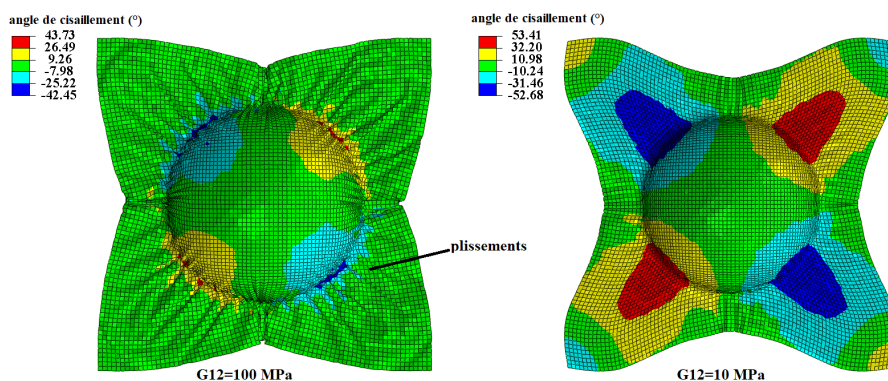 angle de cisaillement (°)
43.73
26.49
9.26
-7.98
-25.22
-42.45
plissements
G12=100 MPa
angle de cisaillement (°)
53.41
32.20
10.98
-10.24
-31.46
-52.68
G12=10 MPa